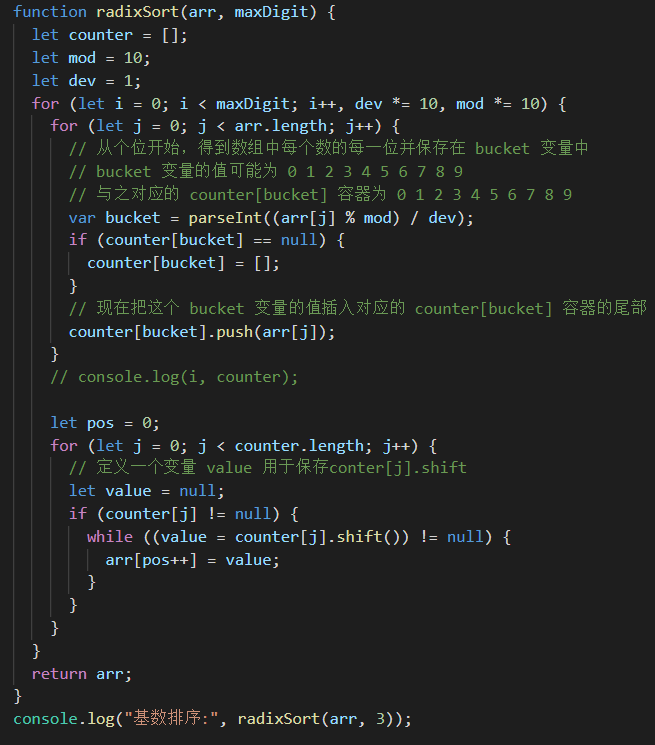 function radixSort(arr, maxDigit) {
  let counter = [];
  let mod = 10;
  let dev = 1;
  for (let i = 0; i < maxDigit; i++, dev *= 10, mod *= 10) {
    for (let j = 0; j < arr.length; j++) {
      // 从个位开始，得到数组中每个数的每一位并保存在 bucket 变量中
      // bucket 变量的值可能为 0 1 2 3 4 5 6 7 8 9
      // 与之对应的 counter[bucket] 容器为 0 1 2 3 4 5 6 7 8 9
      var bucket = parseInt((arr[j] % mod) / dev);
      if (counter[bucket] == null) {
        counter[bucket] = [];
      }
      // 现在把这个 bucket 变量的值插入对应的 counter[bucket] 容器的尾部
      counter[bucket].push(arr[j]);
    }
    // console.log(i, counter);

    let pos = 0;
    for (let j = 0; j < counter.length; j++) {
      // 定义一个变量 value 用于保存conter[j].shift
      let value = null;
      if (counter[j] != null) {
        while ((value = counter[j].shift()) != null) {
          arr[pos++] = value;
        }
      }
    }
  }
  return arr;
}
console.log("基数排序:", radixSort(arr, 3));